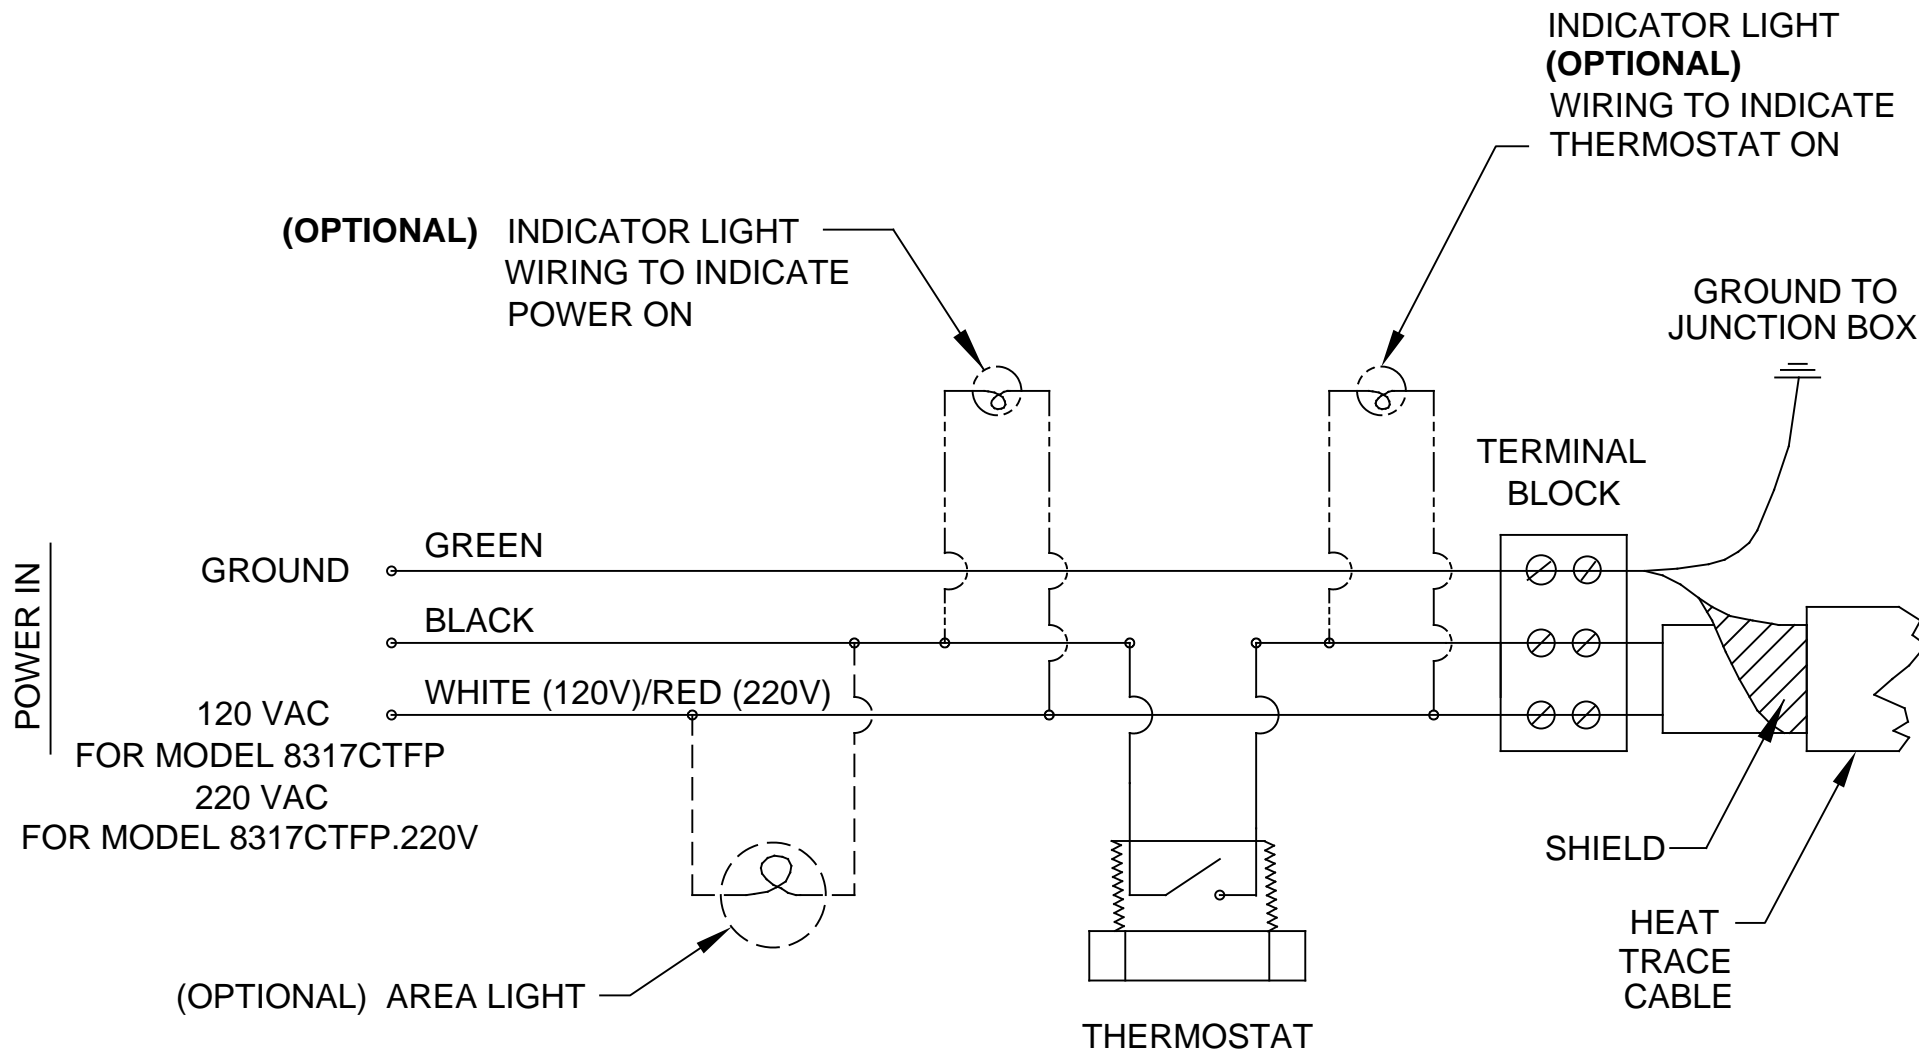 INDICATOR LIGHT
(OPTIONAL)
WIRING TO INDICATE
THERMOSTAT ON
(OPTIONAL) INDICATOR LIGHT
WIRING TO INDICATE
POWER ON
GROUND TO
JUNCTION BOX
TERMINAL
BLOCK
POWER IN
GROUND
GREEN
BLACK
WHITE (120V)/RED (220V)
120 VAC
FOR MODEL 8317CTFP
220 VAC
FOR MODEL 8317CTFP.220V
SHIELD
HEAT
TRACE
CABLE
(OPTIONAL) AREA LIGHT
THERMOSTAT